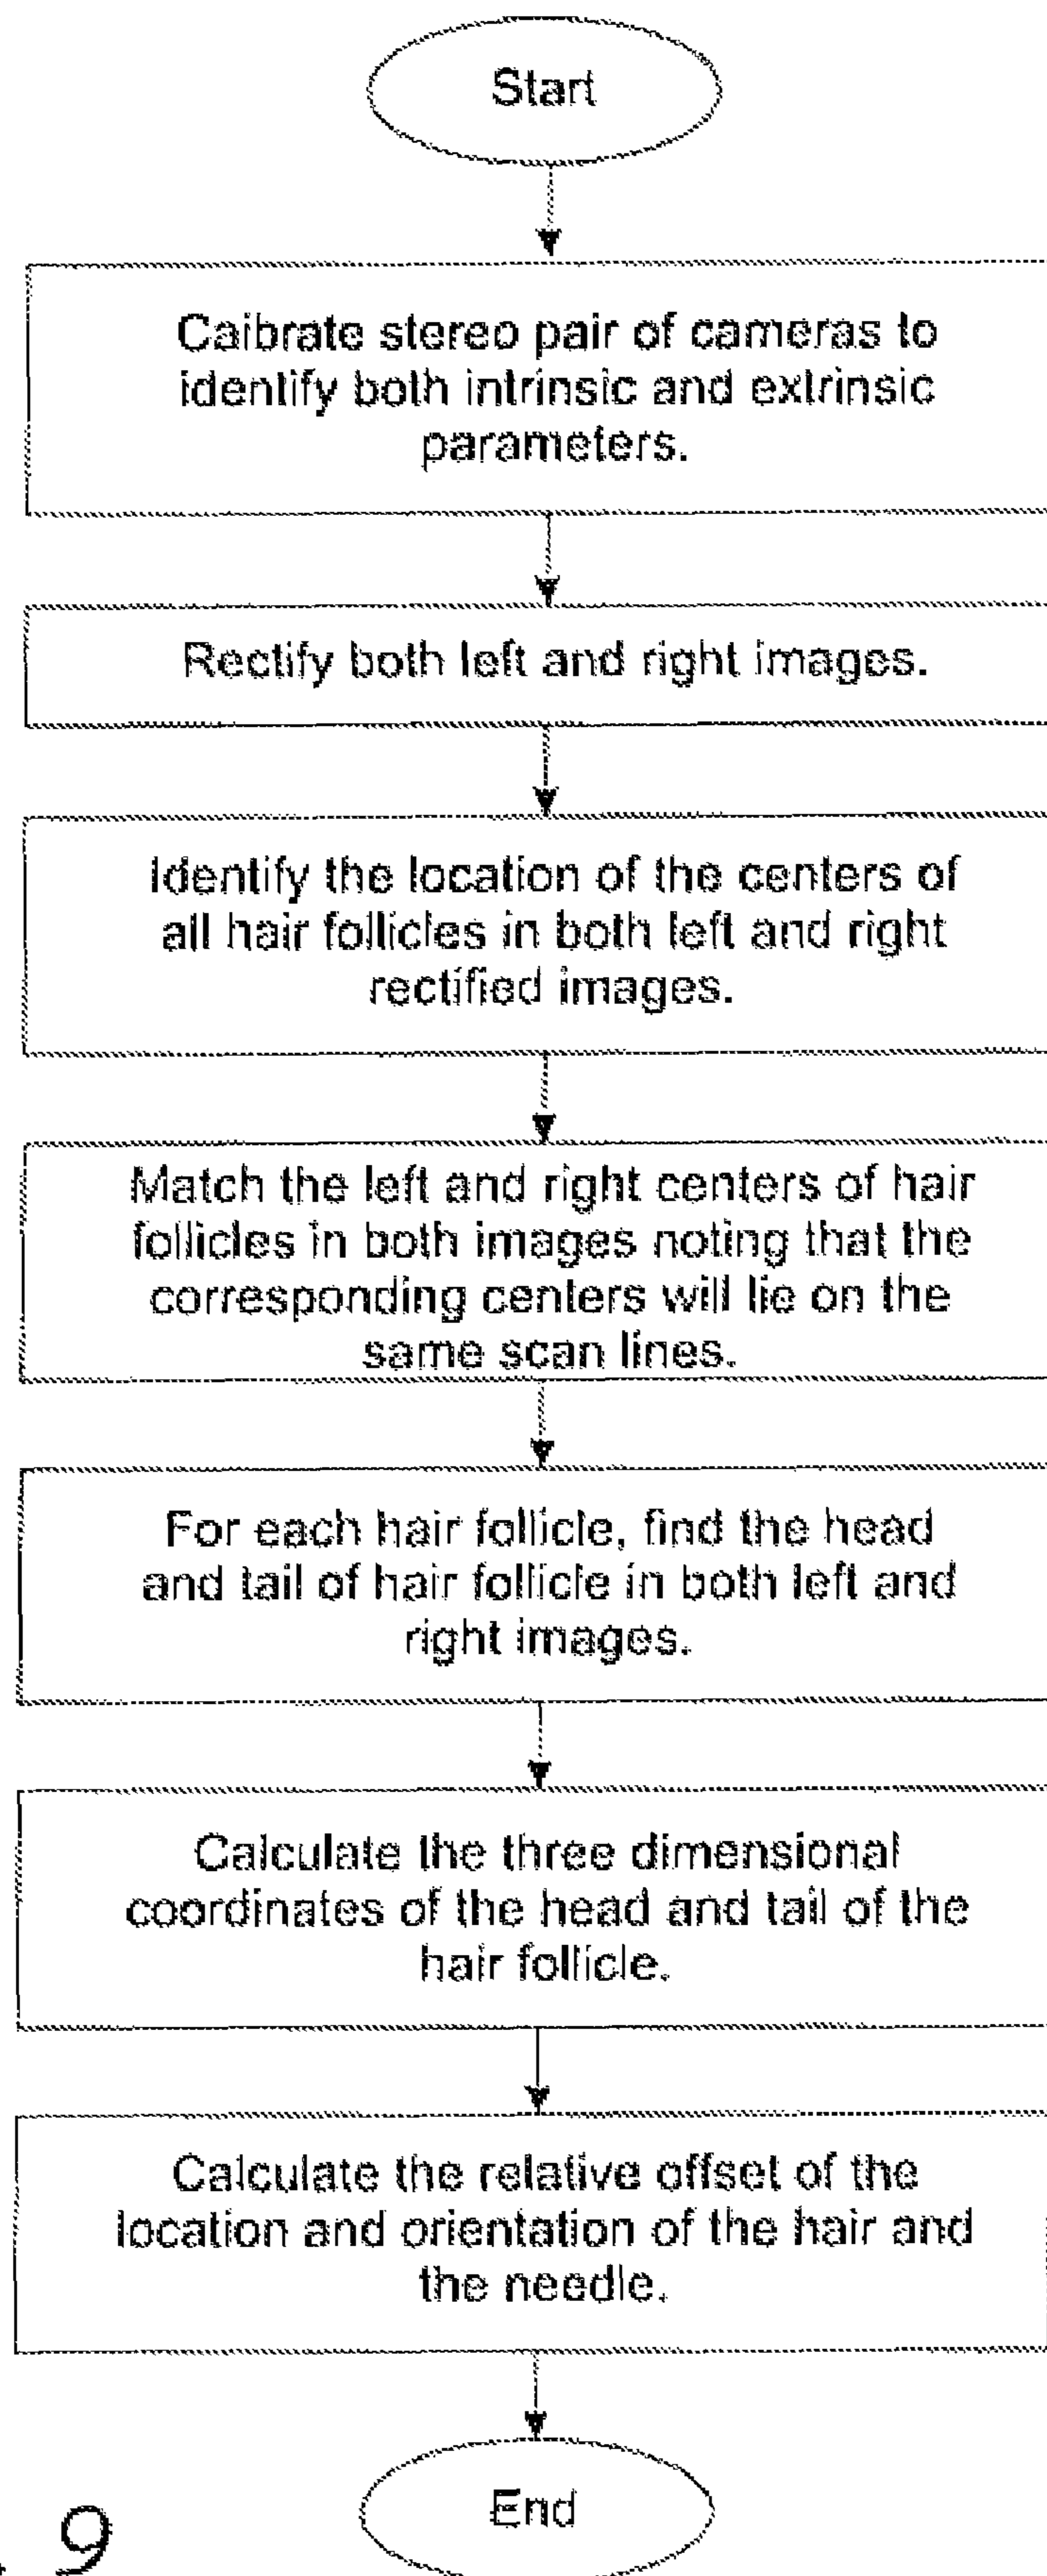 Start
Caibrate stereo pair of cameras to
identify both intrinsic and extrinsic
parameters.
Rectify both left and right images.
Identify the location of the centers of
all hair follicles in both left and right
rectified images.
Match the left and right centers of hair
follicles in both images noting that the
corresponding centers will lie on the
same scan lines.
For each hair follicle, find the head
and tail of hair follicle in both left and
right images.
Calculate the three dimensional
coordinates of the head and tail of the
hair follicle.
Calculate the relative offset of the
location and orientation of the hair and
the needle.
End
9